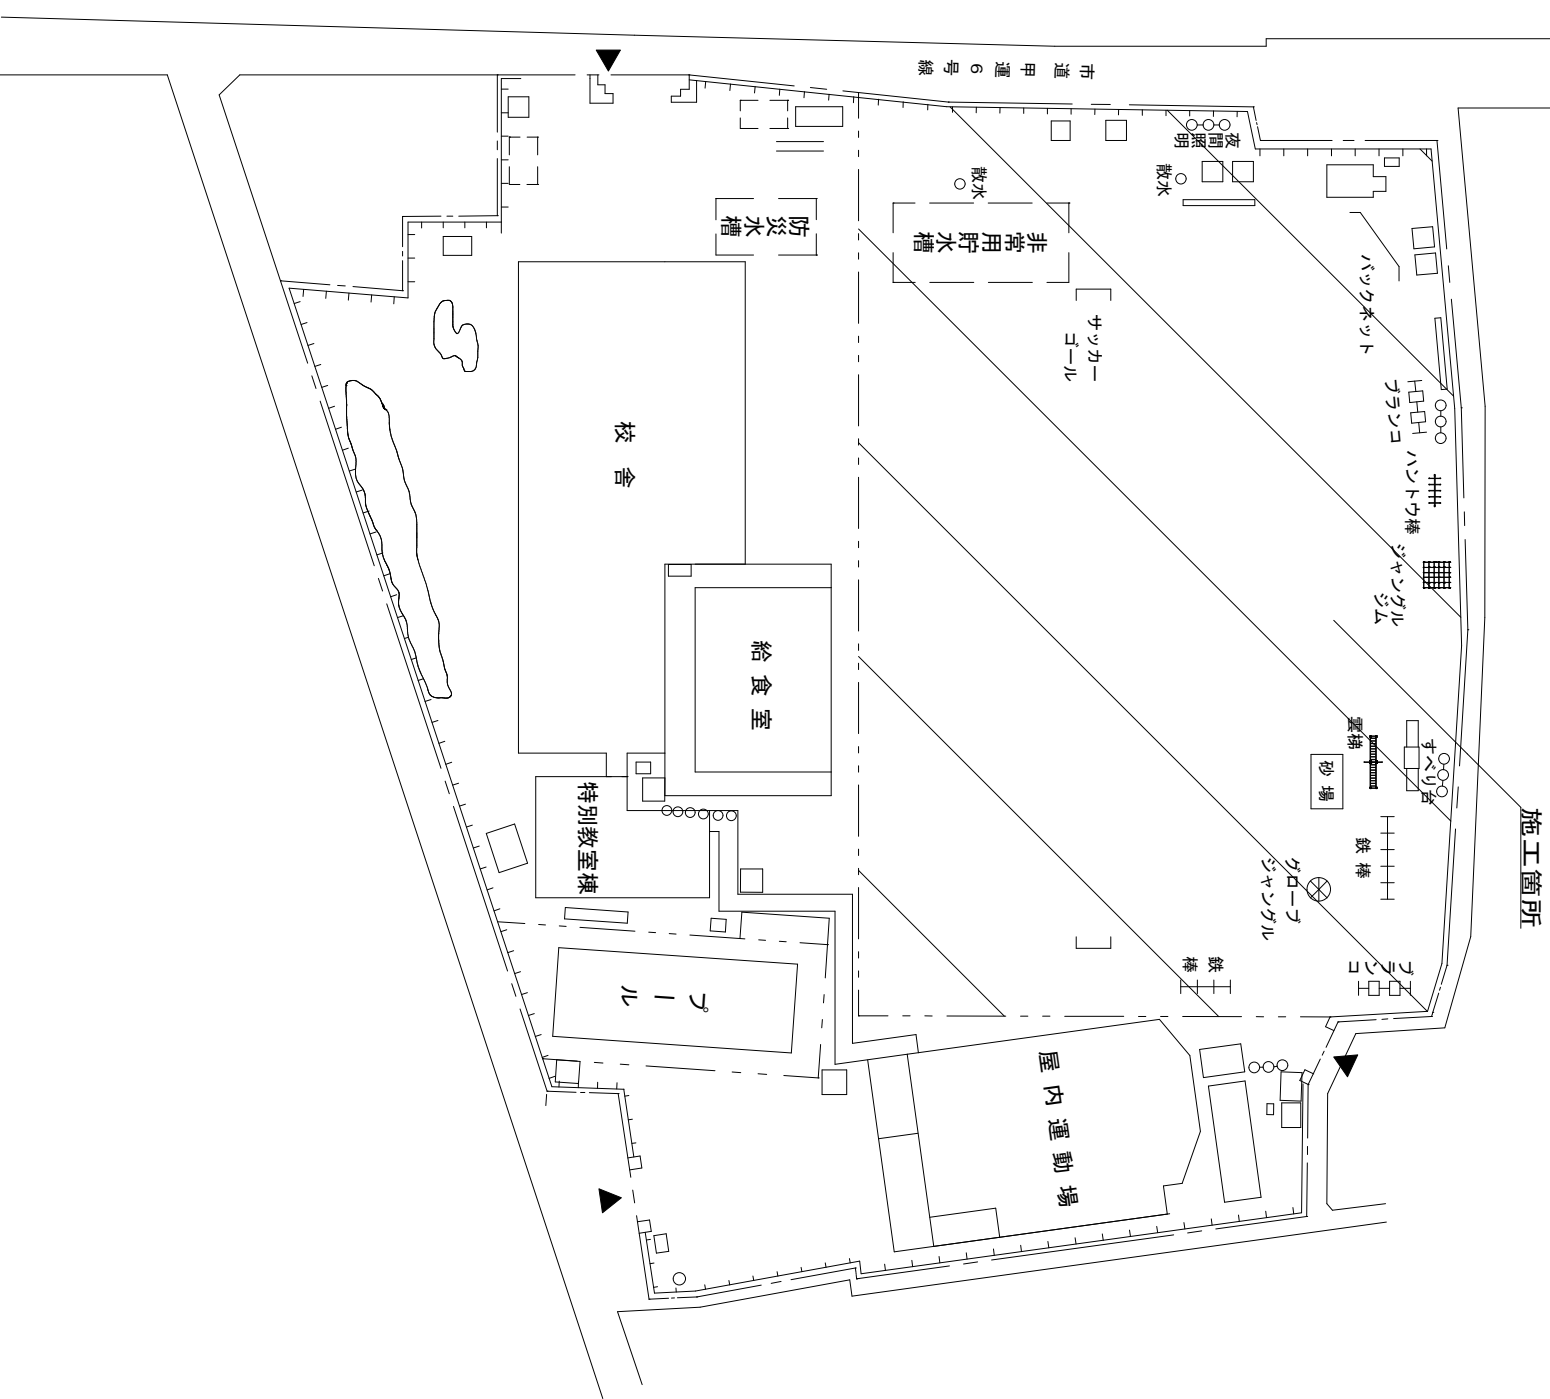 市道甲運6号線
夜間照明
散水
散水
防災水槽
非常用貯水槽
サッカー
ゴール
バックネット
ブランコ
ハントウ棒
ジャングル
ジム
校舎
給食室
雲梯
すべり台
砂場
鉄棒
施工箇所
グローブ
ジャングル
鉄棒
ブランコ
特別教室棟
プール
屋内運動場